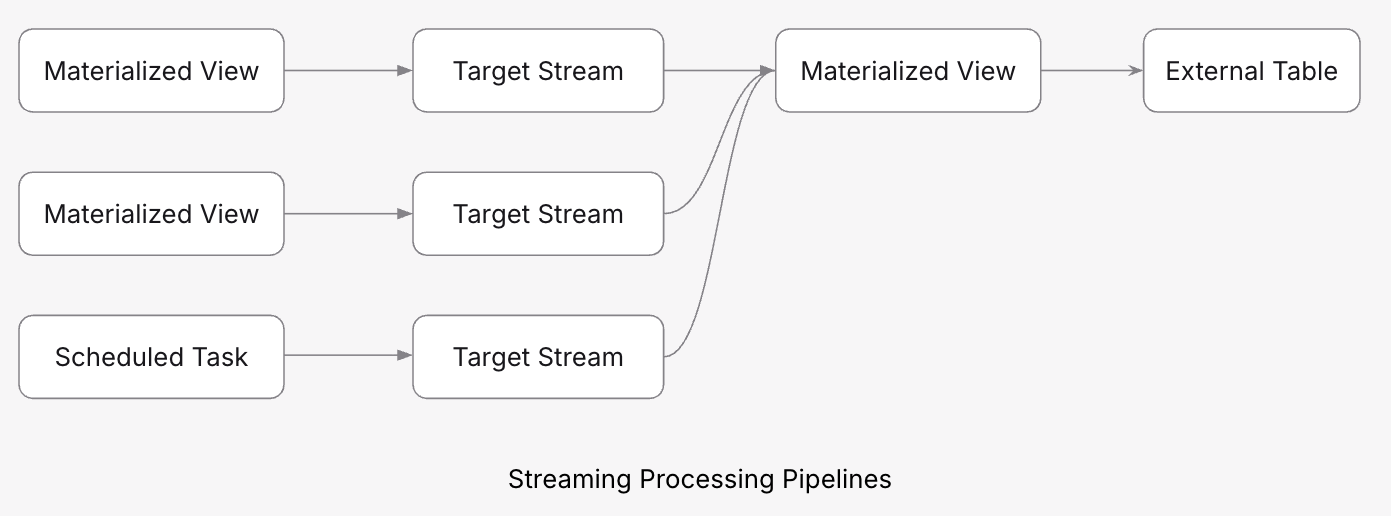 Materialized View
Target Stream
Materialized View
External Table
Materialized View
Target Stream
Scheduled Task
Target Stream
Streaming Processing Pipelines